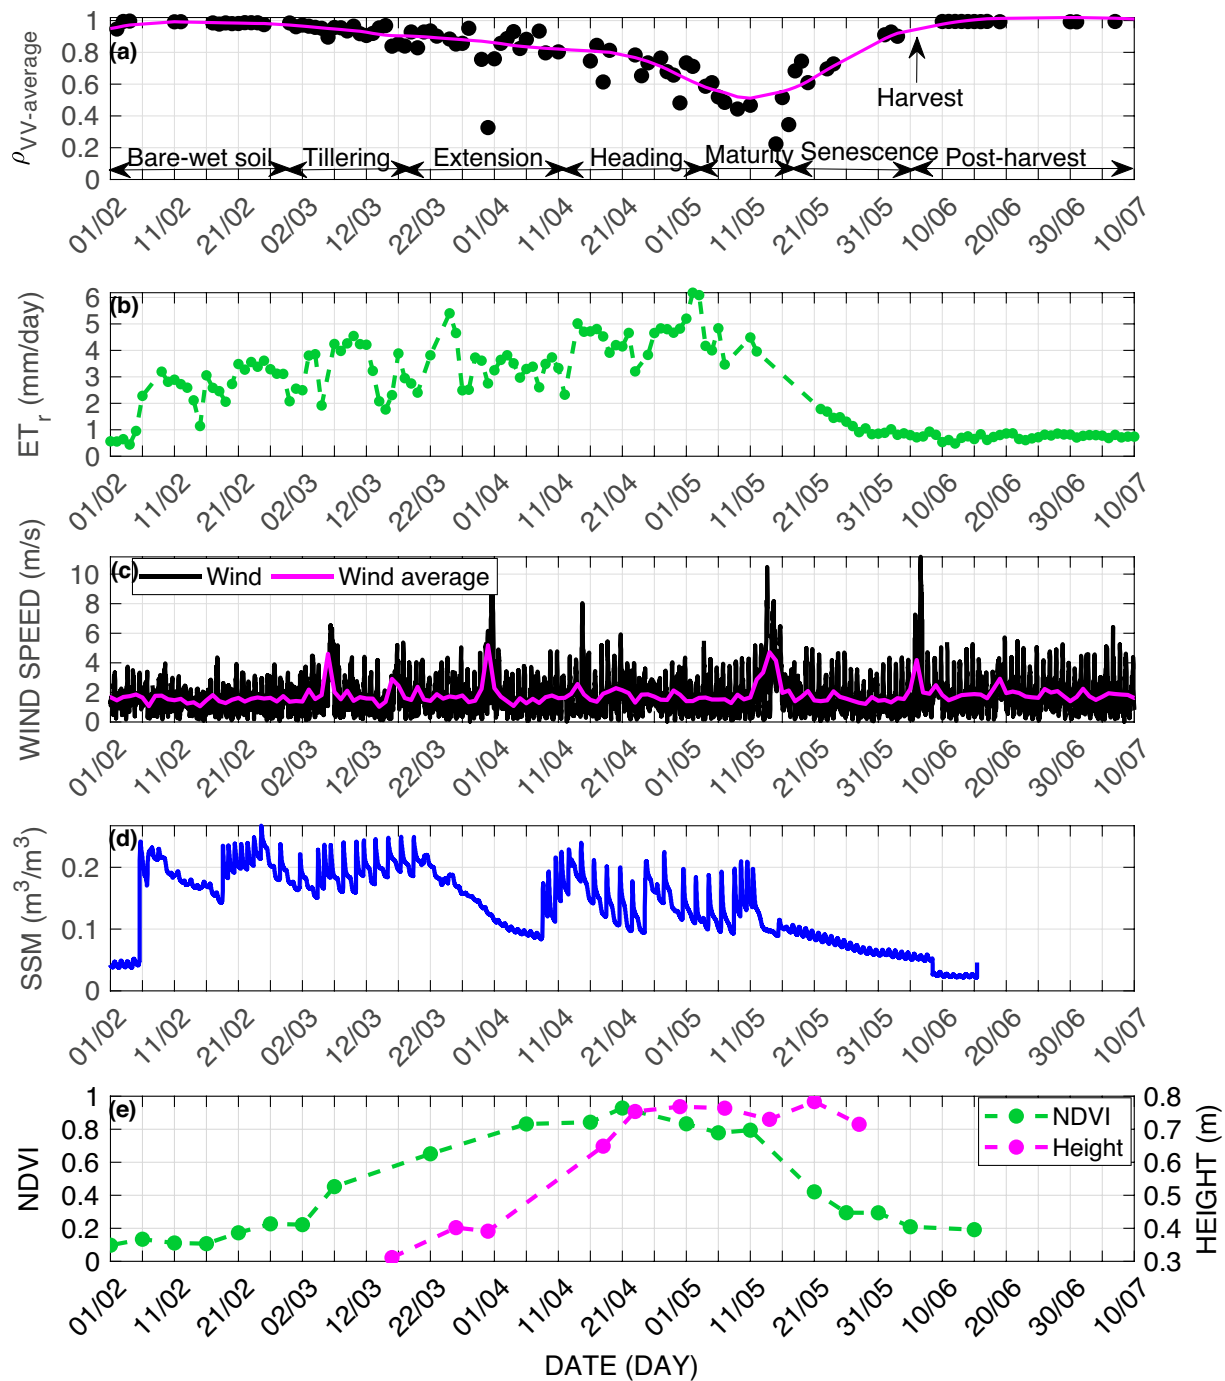 (a)
ρVV-average
1
0.8
0.6
0.4
0.2
0
Harvest
Bare-wet soil Tillering Extension Heading Maturity Senescence Post-harvest
01/02 11/02 21/02 02/03 12/03 22/03 01/04 11/04 21/04 01/05 11/05 21/05 31/05 10/06 20/06 30/06 10/07
(b)
ETr (mm/day)
6
5
4
3
2
1
0
01/02 11/02 21/02 02/03 12/03 22/03 01/04 11/04 21/04 01/05 11/05 21/05 31/05 10/06 20/06 30/06 10/07
(c)
Wind Wind average
WIND SPEED (m/s)
10
8
6
4
2
0
01/02 11/02 21/02 02/03 12/03 22/03 01/04 11/04 21/04 01/05 11/05 21/05 31/05 10/06 20/06 30/06 10/07
(d)
SSM (m³/m³)
0.2
0.1
0
01/02 11/02 21/02 02/03 12/03 22/03 01/04 11/04 21/04 01/05 11/05 21/05 31/05 10/06 20/06 30/06 10/07
(e)
NDVI
1
0.8
0.6
0.4
0.2
0
NDVI
Height
0.8
0.7
0.6
0.5
0.4
0.3
HEIGHT (m)
01/02 11/02 21/02 02/03 12/03 22/03 01/04 11/04 21/04 01/05 11/05 21/05 31/05 10/06 20/06 30/06 10/07
DATE (DAY)